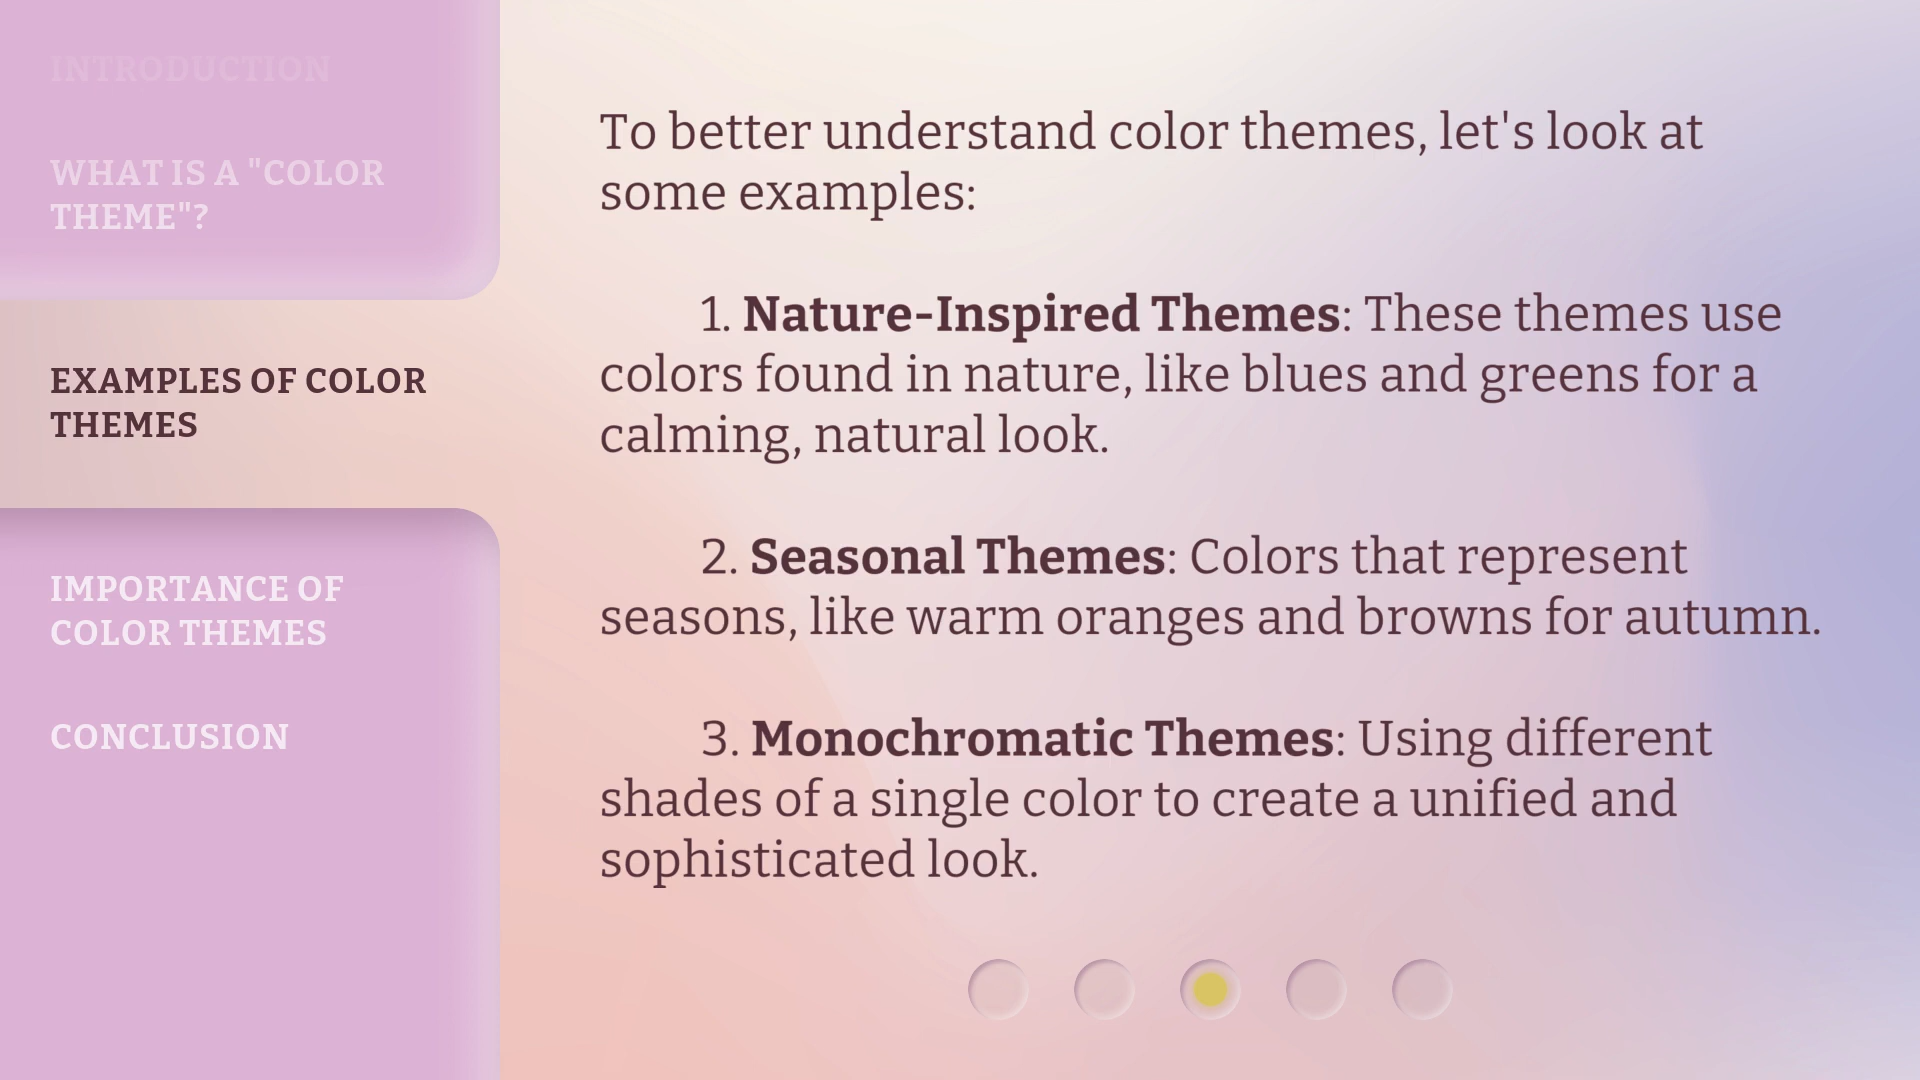 INTRODUCTION
WHAT IS A "COLOR
THEME"?
EXAMPLES OF COLOR
THEMES
IMPORTANCE OF
COLOR THEMES
CONCLUSION
To better understand color themes, let's look at
some examples:
1. Nature-Inspired Themes: These themes use
colors found in nature, like blues and greens for a
calming, natural look.
2. Seasonal Themes: Colors that represent
seasons, like warm oranges and browns for autumn.
3. Monochromatic Themes: Using different
shades of a single color to create a unified and
sophisticated look.